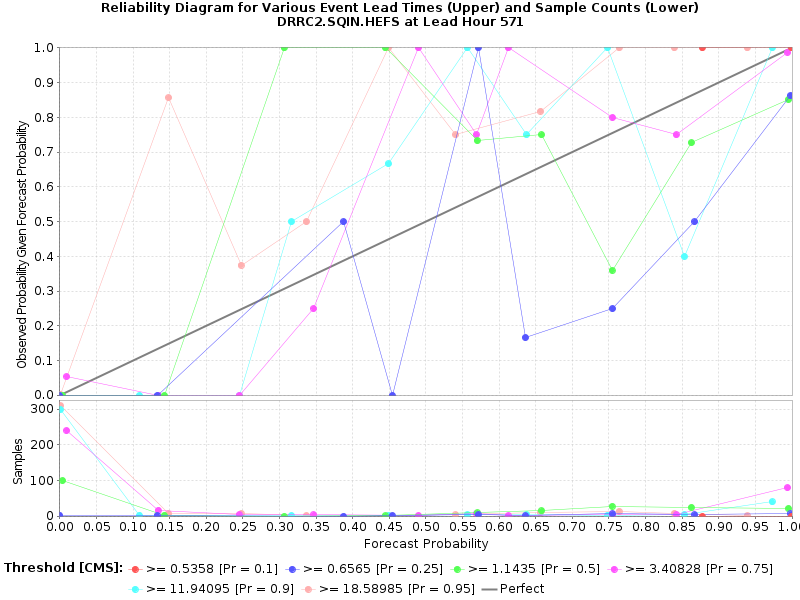 Reliability Diagram for Various Event Lead Times (Upper) and Sample Counts (Lower)
DRRC2.SQIN.HEFS at Lead Hour 571
Observed Probability Given Forecast Probability
1.0
0.9
0.8
0.7
0.6
0.5
0.4
0.3
0.2
0.1
0.0
Samples
300
200
100
0
0.00 0.05 0.10 0.15 0.20 0.25 0.30 0.35 0.40 0.45 0.50 0.55 0.60 0.65 0.70 0.75 0.80 0.85 0.90 0.95 1.0
Forecast Probability
Threshold [CMS]: >= 0.5358 [Pr = 0.1] >= 0.6565 [Pr = 0.25] >= 1.1435 [Pr = 0.5] >= 3.40828 [Pr = 0.75]
>= 11.94095 [Pr = 0.9] >= 18.58985 [Pr = 0.95] Perfect